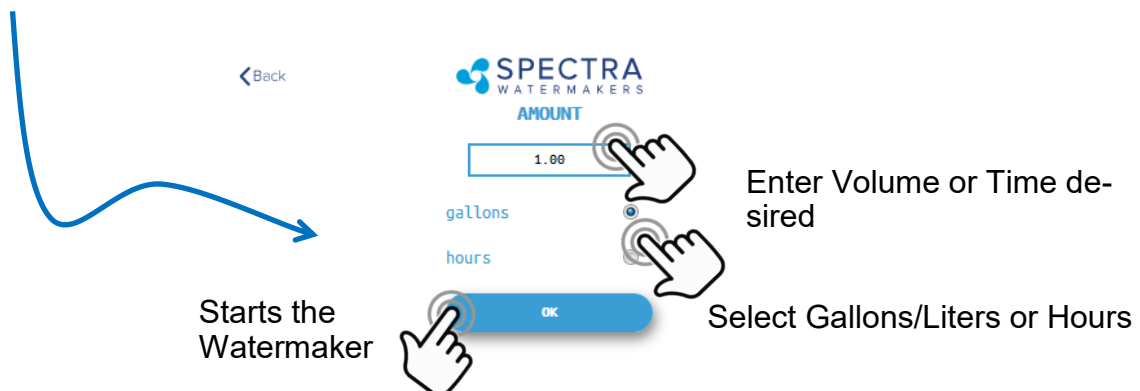 Back
SPECTRA
WATERMAKERS
AMOUNT
1.00
Enter Volume or Time de-
sired
gallons
hours
Select Gallons/Liters or Hours
OK
Starts the
Watermaker